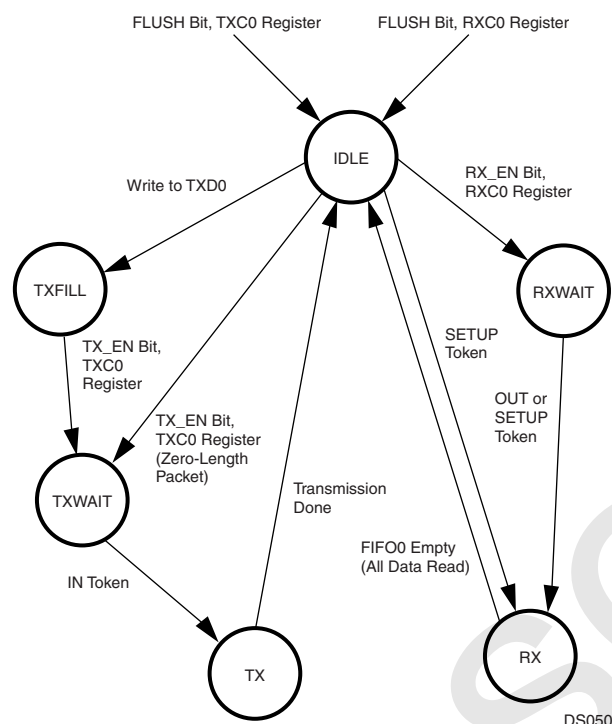 FLUSH Bit, TXC0 Register
FLUSH Bit, RXC0 Register
IDLE
Write to TXD0
RX_EN Bit,
RXC0 Register
TXFILL
RXWAIT
TX_EN Bit,
TXC0
Register
SETUP
Token
OUT or
SETUP
Token
TX_EN Bit,
TXC0 Register
(Zero-Length
Packet)
TXWAIT
Transmission
Done
FIFO0 Empty
(All Data Read)
IN Token
TX
RX
DS050